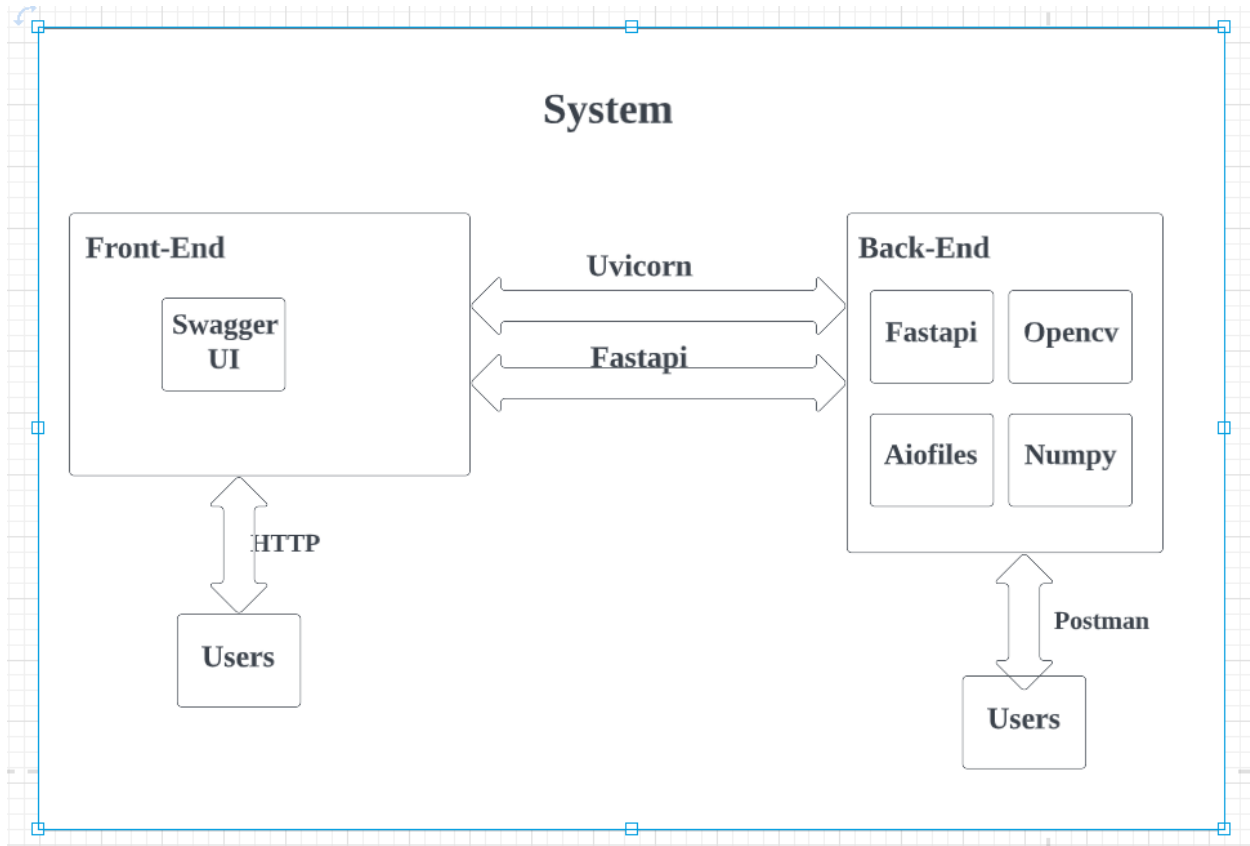 System
Front-End
Swagger
UI
Uvicorn
Fastapi
Back-End
Fastapi
Opencv
Aiofiles
Numpy
HTTP
Users
Postman
Users